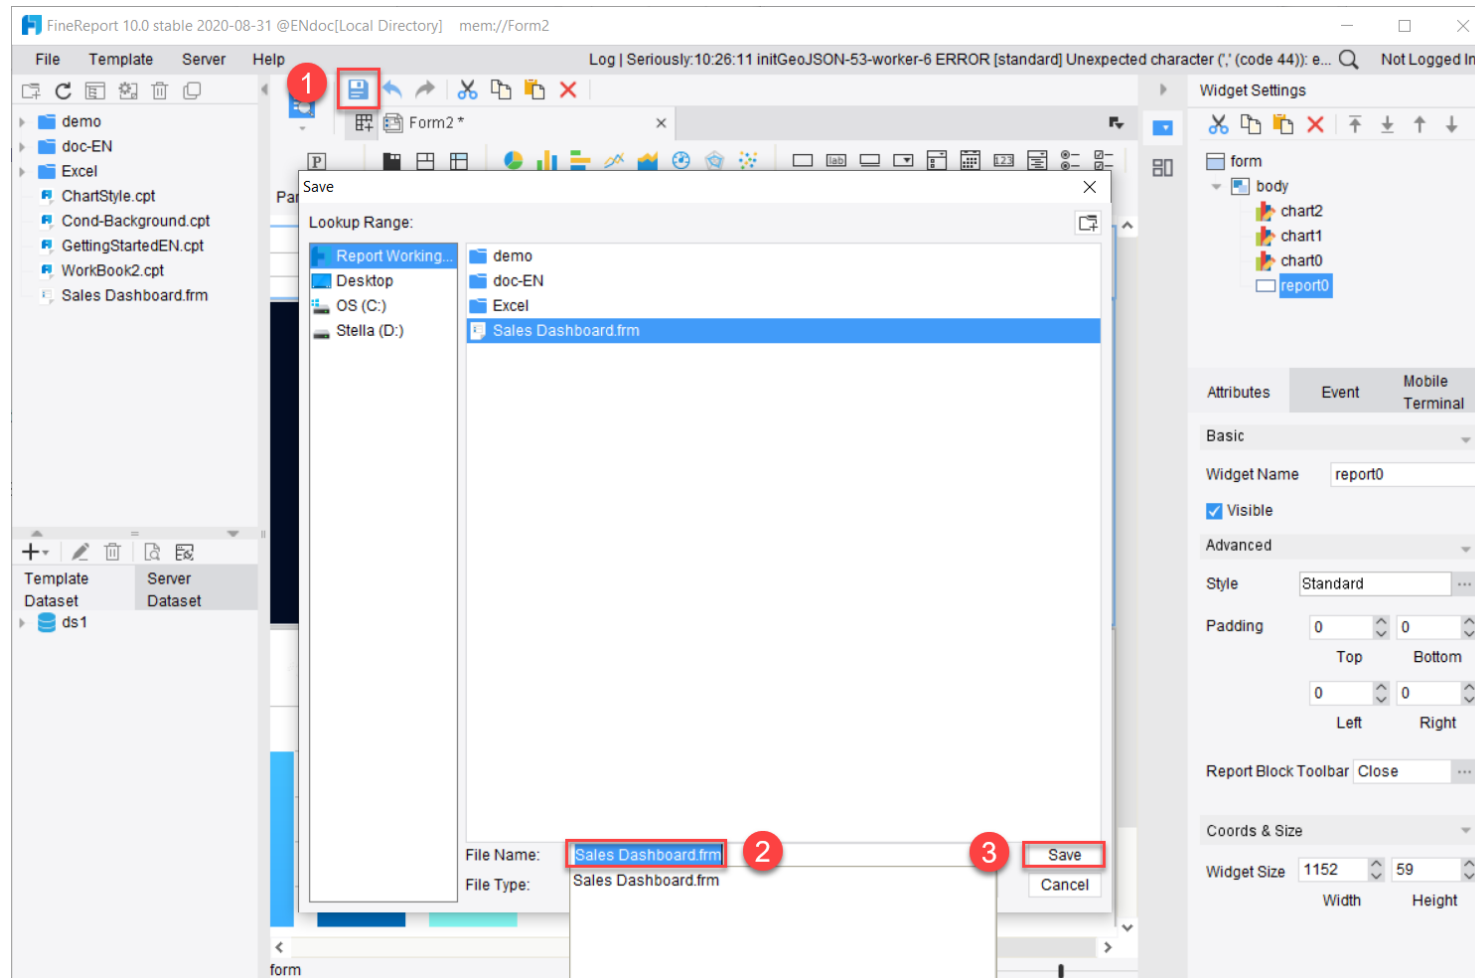 FineReport 10.0 stable 2020-08-31 @ENdoc[Local Directory] mem://Form2
File Template Server Help
Log | Seriously:10:26:11 initGeoJSON-53-worker-6 ERROR [standard] Unexpected character (',' (code 44)): e...
Not Logged In
1
Form2 *
demo
doc-EN
Excel
ChartStyle.cpt
Cond-Background.cpt
GettingStartedEN.cpt
WorkBook2.cpt
Sales Dashboard.frm
Template Dataset
Server Dataset
ds1
P
lab
123
Par
Save
Lookup Range:
Report Working...
Desktop
OS (C:)
Stella (D:)
demo
doc-EN
Excel
Sales Dashboard.frm
File Name: Sales Dashboard.frm
2
3
Save
File Type:
Sales Dashboard.frm
Cancel
form
Widget Settings
form
body
chart2
chart1
chart0
report0
Attributes
Event
Mobile Terminal
Basic
Widget Name report0
Visible
Advanced
Style Standard ...
Padding 0 0
Top Bottom
0 0
Left Right
Report Block Toolbar Close ...
Coords & Size
Widget Size 1152 59
Width Height